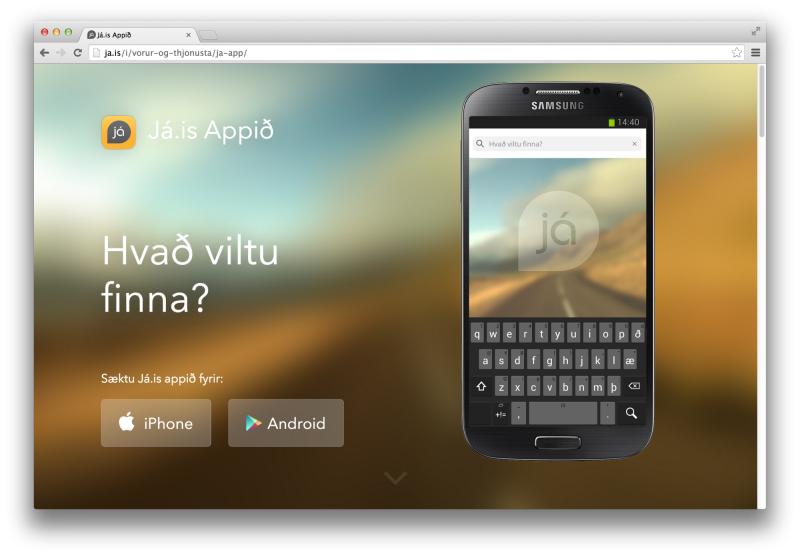 Já.is Appið
ja.is/i/vorur-og-thjonusta/ja-app/
já
Já.is Appið
Hvað viltu
finna?
Sæktu Já.is appið fyrir:
iPhone
Android
SAMSUNG
14:40
Hvað viltu finna?
já
q w e r t y u i o p ð
a s d f g h j k l æ
z x c v b n m þ
+!= , .